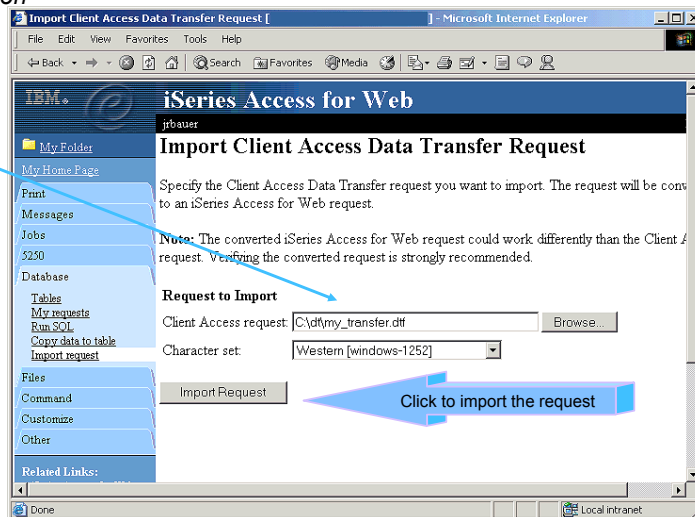 on
Import Client Access Data Transfer Request [ ] - Microsoft Internet Explorer
File Edit View Favorites Tools Help
Back Search Favorites Media
IBM.
iSeries Access for Web
jrbauer
My Folder
My Home Page
Print
Messages
Jobs
5250
Database
Tables
My requests
Run SQL
Copy data to table
Import request
Files
Command
Customize
Other
Related Links:
Import Client Access Data Transfer Request
Specify the Client Access Data Transfer request you want to import. The request will be conv
to an iSeries Access for Web request.
Note: The converted iSeries Access for Web request could work differently than the Client A
request. Verifying the converted request is strongly recommended.
Request to Import
Client Access request: C:\dt\my_transfer.dtf Browse...
Character set: Western [windows-1252]
Import Request
Click to import the request
Done
Local intranet